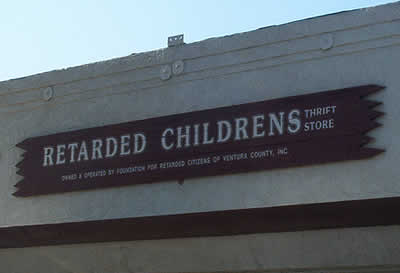 RETARDED CHILDRENS THRIFT STORE
OWNED & OPERATED BY FOUNDATION FOR RETARDED CITIZENS OF VENTURA COUNTY, INC